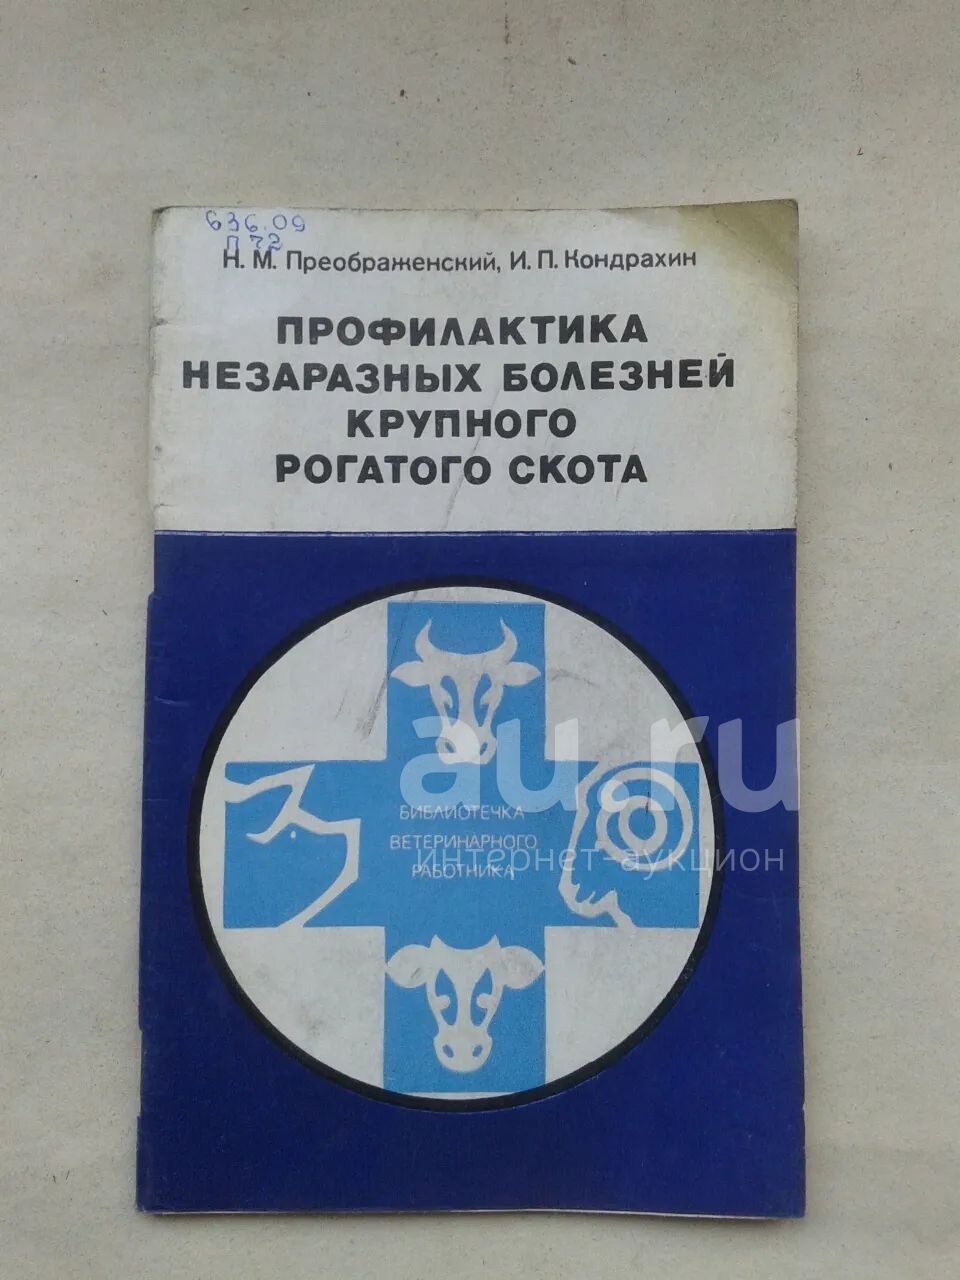 636.09
П 72
Н. М. Преображенский, И. П. Кондрахин
ПРОФИЛАКТИКА
НЕЗАРАЗНЫХ БОЛЕЗНЕЙ
КРУПНОГО
РОГАТОГО СКОТА
au.ru
БИБЛИОТЕЧКА
ВЕТЕРИНАРНОГО
интернет-аукцион
РАБОТНИКА